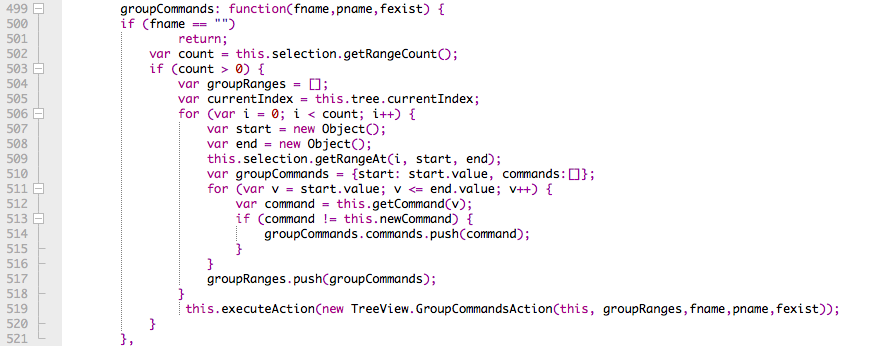 499 groupCommands: function(fname,pname,fexist) {
500 if (fname == "")
501 return;
502 var count = this.selection.getRangeCount();
503 if (count > 0) {
504 var groupRanges = [];
505 var currentIndex = this.tree.currentIndex;
506 for (var i = 0; i < count; i++) {
507 var start = new Object();
508 var end = new Object();
509 this.selection.getRangeAt(i, start, end);
510 var groupCommands = {start: start.value, commands:[]};
511 for (var v = start.value; v <= end.value; v++) {
512 var command = this.getCommand(v);
513 if (command != this.newCommand) {
514 groupCommands.commands.push(command);
515 }
516 }
517 groupRanges.push(groupCommands);
518 }
519 this.executeAction(new TreeView.GroupCommandsAction(this, groupRanges,fname,pname,fexist));
520 }
521 },